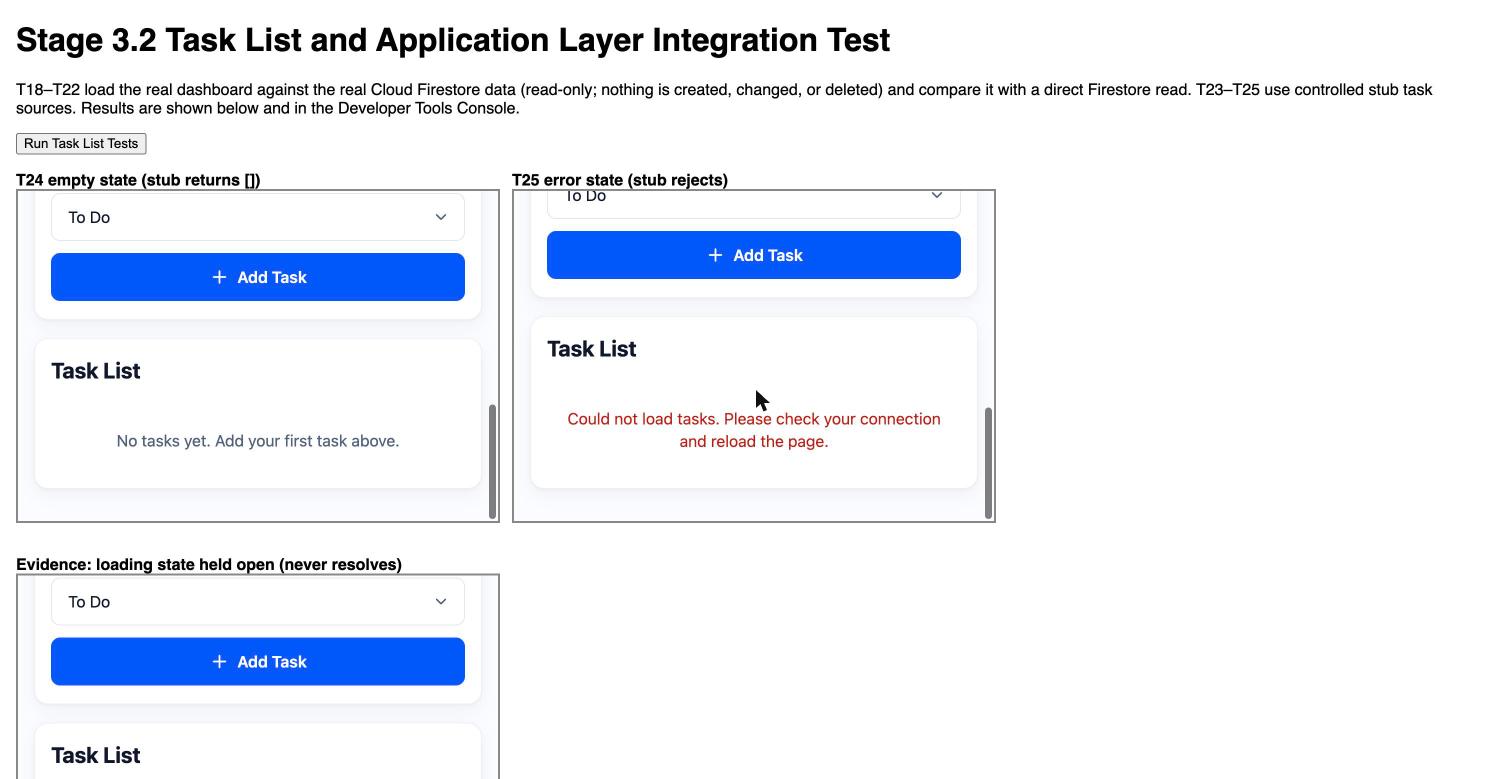 Stage 3.2 Task List and Application Layer Integration Test
T18–T22 load the real dashboard against the real Cloud Firestore data (read-only; nothing is created, changed, or deleted) and compare it with a direct Firestore read. T23–T25 use controlled stub task
sources. Results are shown below and in the Developer Tools Console.
Run Task List Tests
T24 empty state (stub returns [])
To Do
+ Add Task
Task List
No tasks yet. Add your first task above.
T25 error state (stub rejects)
To Do
+ Add Task
Task List
Could not load tasks. Please check your connection
and reload the page.
Evidence: loading state held open (never resolves)
To Do
+ Add Task
Task List